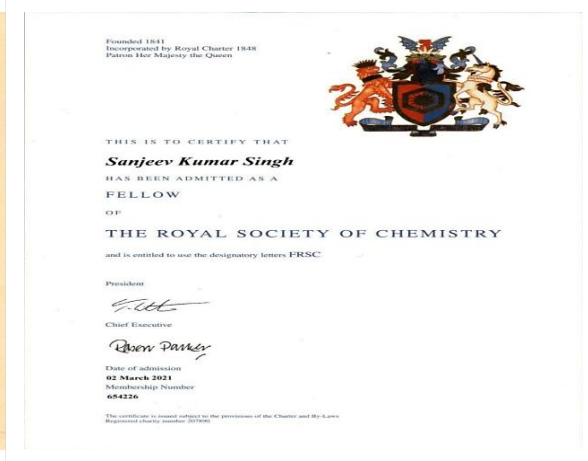 Founded 1841
Incorporated by Royal Charter 1848
Patron Her Majesty the Queen
THIS IS TO CERTIFY THAT
Sanjeev Kumar Singh
HAS BEEN ADMITTED AS A
FELLOW
OF
THE ROYAL SOCIETY OF CHEMISTRY
and is entitled to use the designatory letters FRSC
President
Chief Executive
Date of admission
02 March 2021
Membership Number
654226
The certificate is issued subject to the provisions of the Charter and By-Laws
Registered charity number 207890